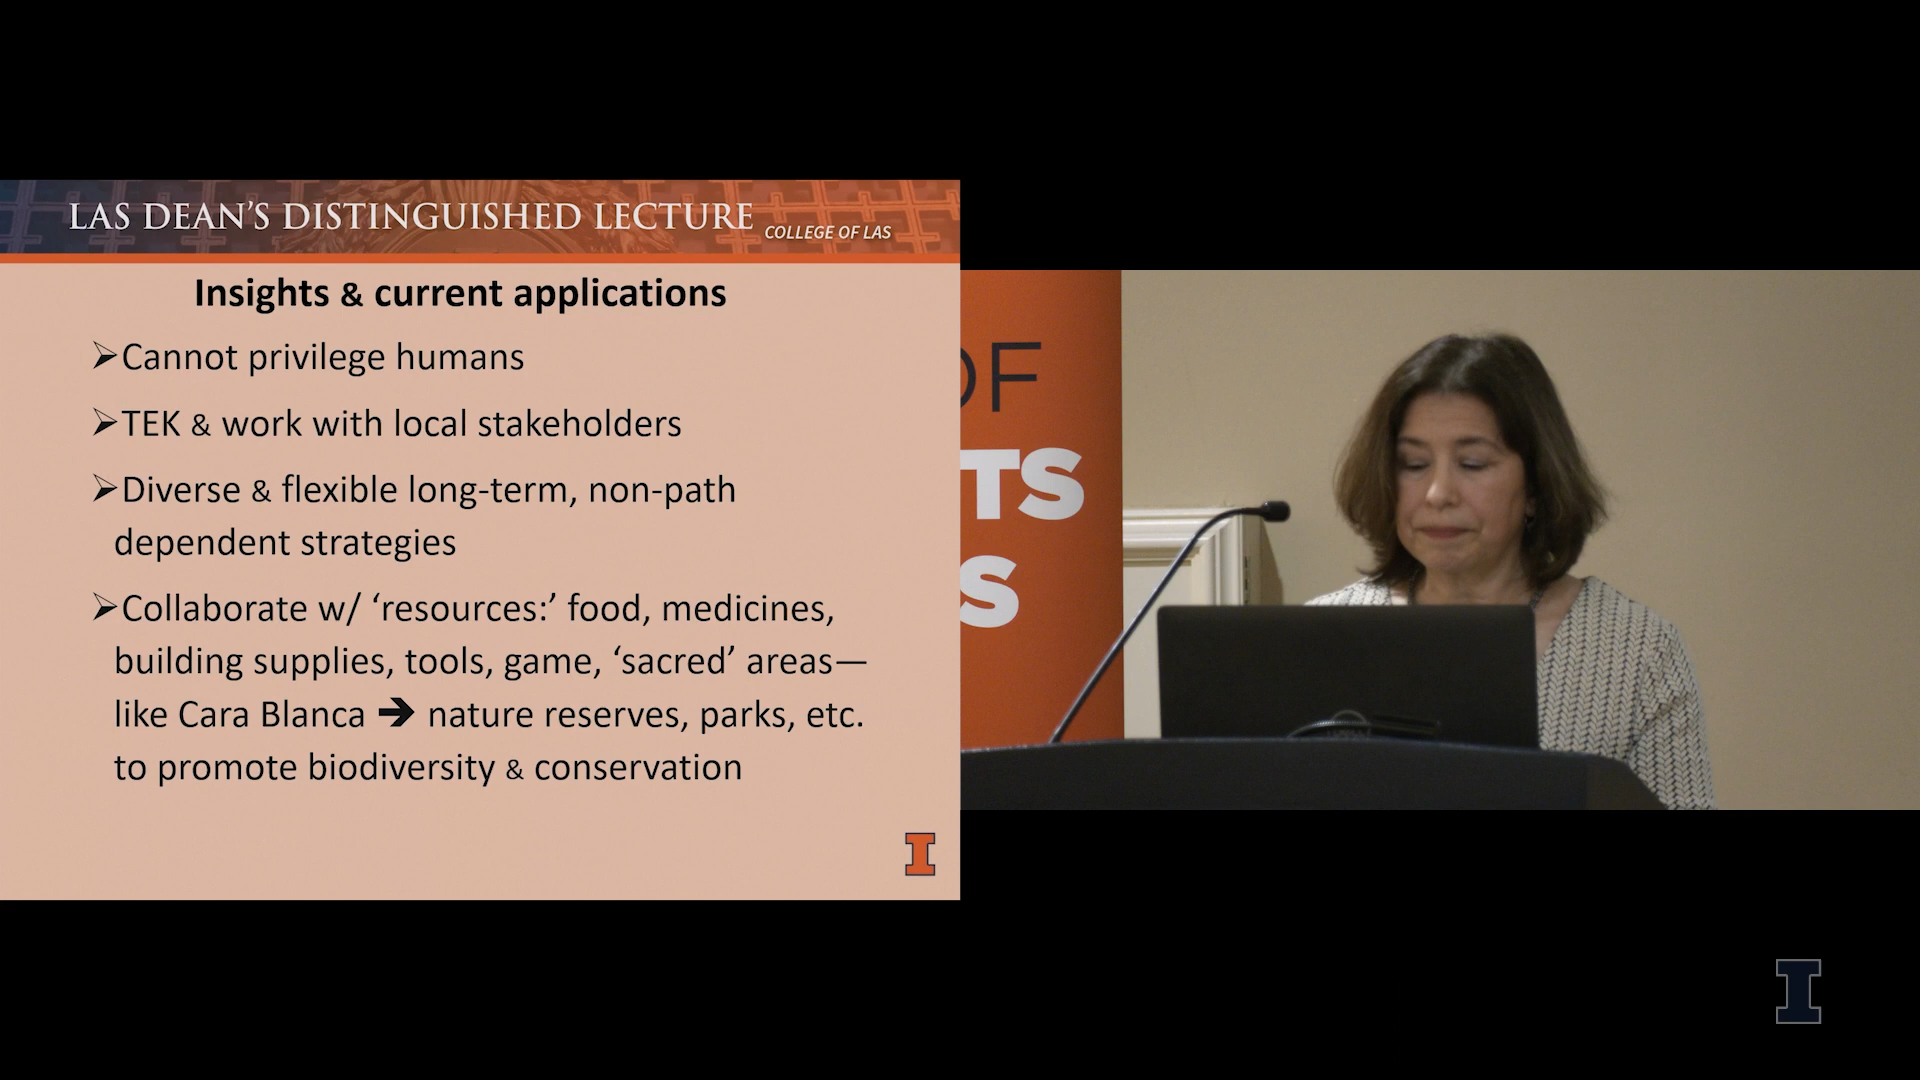 LAS DEAN’S DISTINGUISHED LECTURE COLLEGE OF LAS
Insights & current applications
➢Cannot privilege humans
➢TEK & work with local stakeholders
➢Diverse & flexible long-term, non-path
dependent strategies
➢Collaborate w/ ‘resources:’ food, medicines,
building supplies, tools, game, ‘sacred’ areas—
like Cara Blanca ➔ nature reserves, parks, etc.
to promote biodiversity & conservation
I
OF
TS
S
I